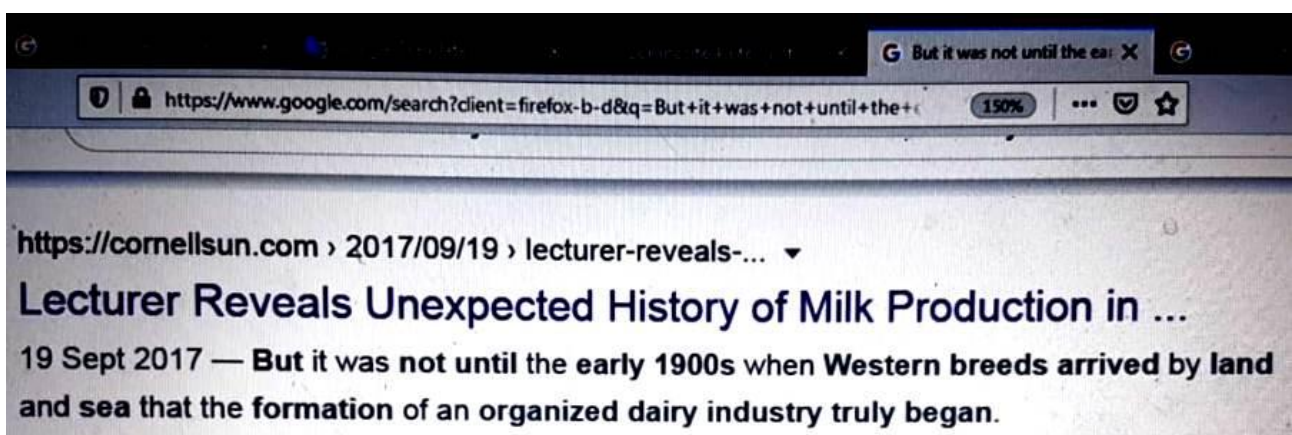 G But it was not until the ear X G
https://www.google.com/search?client=firefox-b-d&q=But+it+was+not+until+the+ 150%
https://cornellsun.com › 2017/09/19 › lecturer-reveals-...
Lecturer Reveals Unexpected History of Milk Production in ...
19 Sept 2017 — But it was not until the early 1900s when Western breeds arrived by land
and sea that the formation of an organized dairy industry truly began.